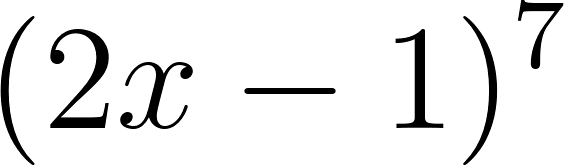 (2x − 1)⁷